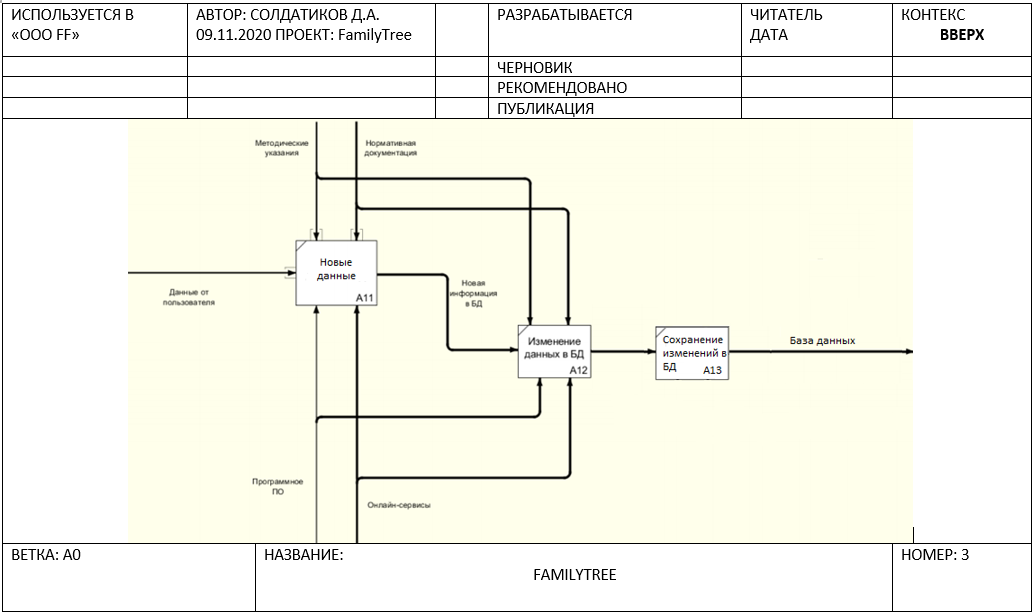 ИСПОЛЬЗУЕТСЯ В
«ООО FF»
АВТОР: СОЛДАТИКОВ Д.А.
09.11.2020 ПРОЕКТ: FamilyTree
РАЗРАБАТЫВАЕТСЯ
ЧИТАТЕЛЬ
ДАТА
КОНТЕКС
ВВЕРХ
ЧЕРНОВИК
РЕКОМЕНДОВАНО
ПУБЛИКАЦИЯ
Методические
указания
Нормативная
документация
Новые
данные
A11
Данные от
пользователя
Новая
информация
в БД
Изменение
данных в БД
A12
Сохранение
изменений в
БД
A13
База данных
Программное
ПО
Онлайн-сервисы
ВЕТКА: А0
НАЗВАНИЕ:
FAMILYTREE
НОМЕР: 3